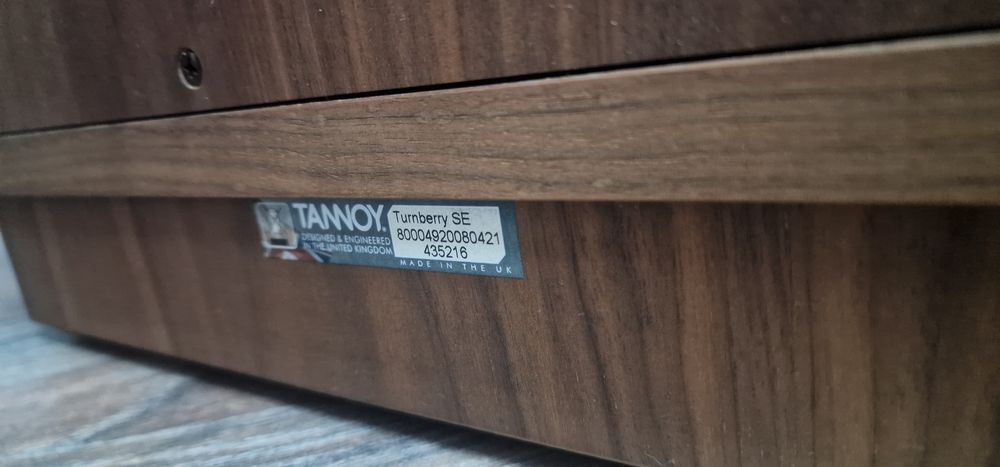 TANNOY®
DESIGNED & ENGINEERED
IN THE UNITED KINGDOM
Turnberry SE
80004920080421
435216
MADE IN THE UK